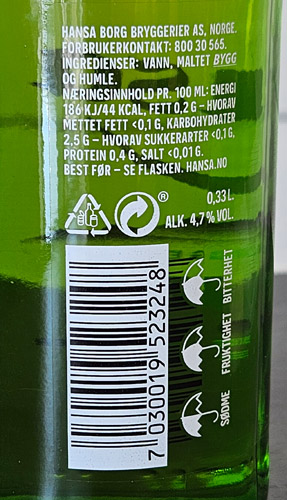 HANSA BORG BRYGGERIER AS, NORGE.
FORBRUKERKONTAKT: 800 30 565.
INGREDIENSER: VANN, MALTET BYGG
OG HUMLE.
NÆRINGSINNHOLD PR. 100 ML: ENERGI
186 KJ/44 KCAL, FETT 0,2 G – HVORAV
METTET FETT <0,1 G, KARBOHYDRATER
2,5 G – HVORAV SUKKERARTER <0,1 G,
PROTEIN 0,4 G, SALT <0,01 G.
BEST FØR – SE FLASKEN. HANSA.NO
®
0,33L.
ALK. 4,7% VOL.
7 030019 523248
SØDME FRUKTIGHET BITTERHET